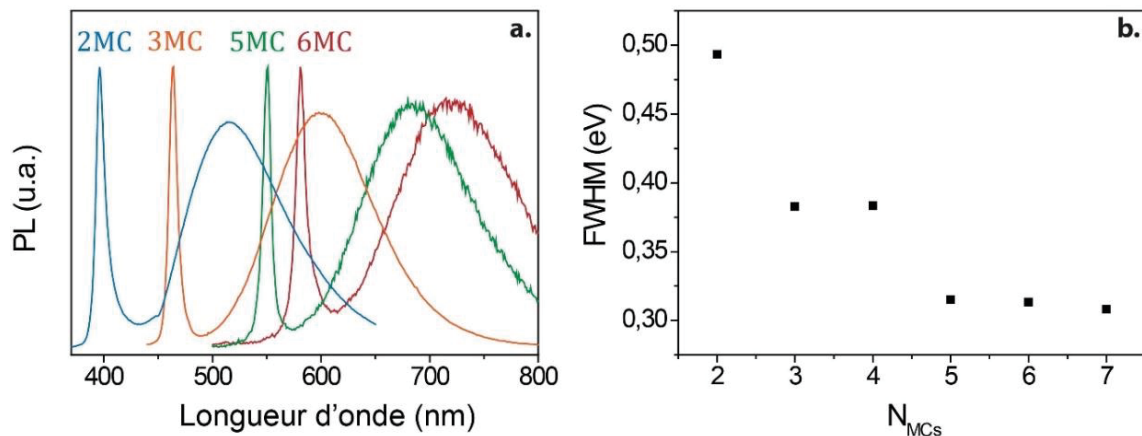 a.
2MC 3MC 5MC 6MC
PL (u.a.)
400 500 600 700 800
Longueur d'onde (nm)
b.
0,50
0,45
0,40
0,35
0,30
FWHM (eV)
2 3 4 5 6 7
N_MCs